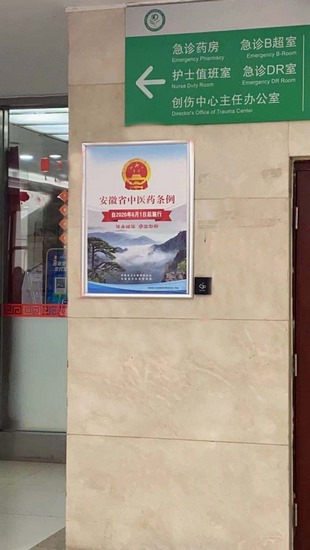 急诊药房 急诊B超室
Emergency Pharmacy Emergency B-Room
护士值班室 急诊DR室
Nurse Duty Room Emergency DR Room
创伤中心主任办公室
Director's Office of Trauma Center
安徽省中医药条例
自2020年6月1日起施行